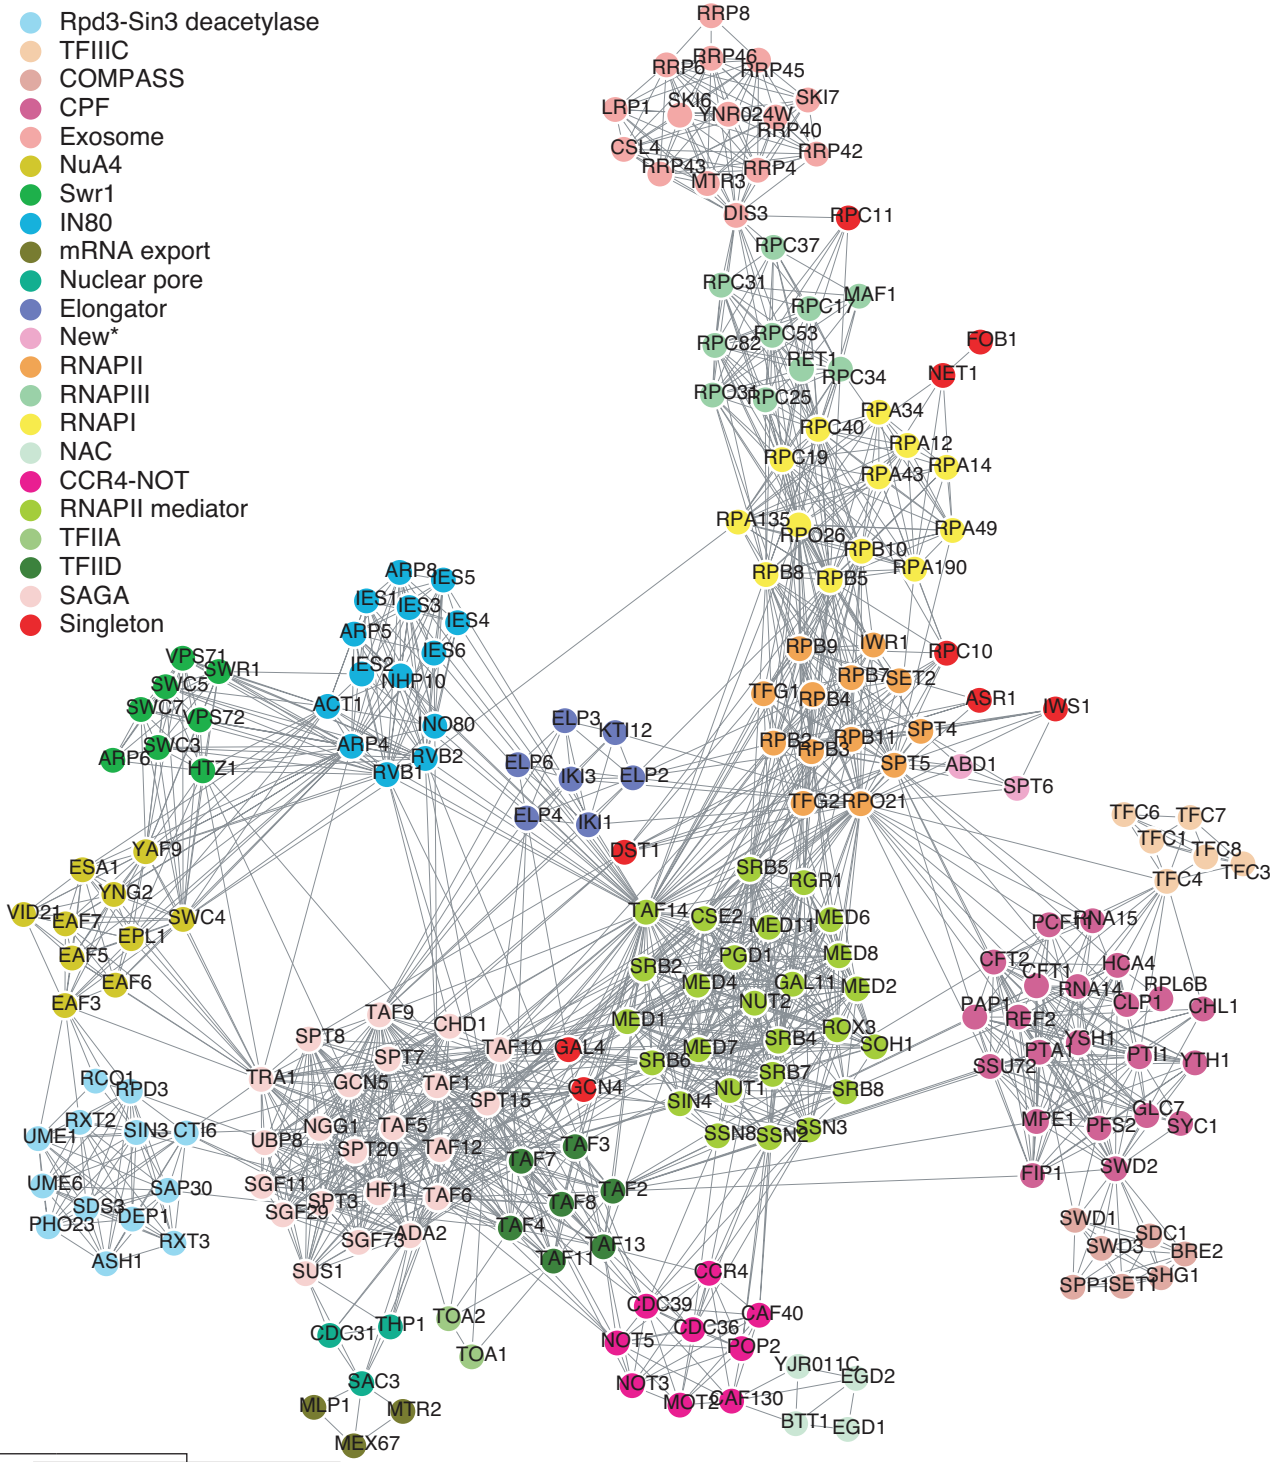 Rpd3-Sin3 deacetylase
TFIIIC
COMPASS
CPF
Exosome
NuA4
Swr1
IN80
mRNA export
Nuclear pore
Elongator
New*
RNAPII
RNAPIII
RNAPI
NAC
CCR4-NOT
RNAPII mediator
TFIIA
TFIID
SAGA
Singleton
RRP8
RRP46
RRP6
RRP45
SKI6
SKI7
LRP1
YNR024W
RRP40
CSL4
RRP42
RRP43
RRP4
MTR3
DIS3
RPC11
RPC37
RPC31
MAF1
RPC17
RPC53
RPC82
RET1
RPC34
RPO31
RPC25
FOB1
NET1
RPA34
RPC40
RPA12
RPC19
RPA14
RPA43
RPA135
RPO26
RPA49
RPB10
RPA190
RPB8
RPB5
RPB9
IWR1
RPC10
RPB7
SET2
TFG1
RPB4
ASR1
IWS1
SPT4
RPB2
RPB3
RPB11
SPT5
ABD1
SPT6
TFG2
RPO21
ARP8
IES5
IES1
IES3
IES4
ARP5
IES6
IES2
NHP10
ACT1
INO80
ARP4
RVB2
RVB1
VPS71
SWR1
SWC5
SWC7
VPS72
SWC3
ARP6
HTZ1
ELP3
KTI12
ELP6
IKI3
ELP2
ELP4
IKI1
DST1
YAF9
ESA1
YNG2
VID21
EAF7
SWC4
EPL1
EAF5
EAF6
EAF3
TFC6
TFC7
TFC1
TFC8
TFC3
TFC4
SRB5
RGR1
TAF14
CSE2
MED11
MED6
PGD1
MED8
SRB2
MED4
GAL11
MED2
NUT2
MED1
SRB4
ROX3
SOH1
MED7
SRB6
SRB7
NUT1
SRB8
SIN4
SSN8
SSN2
SSN3
PCF11
RNA15
CFT2
CFT1
HCA4
RNA14
RPL6B
CLP1
CHL1
PAP1
REF2
YSH1
PTA1
PTI1
YTH1
SSU72
MPE1
PFS2
GLC7
SYC1
FIP1
SWD2
SWD1
SDC1
SWD3
BRE2
SPP1
SET1
SHG1
TAF9
CHD1
SPT8
SPT7
TAF10
GAL4
TRA1
GCN5
TAF1
GCN4
SPT15
NGG1
TAF5
UBP8
SPT20
TAF12
SGF11
SPT3
HFI1
TAF6
SGF29
SGF73
ADA2
SUS1
TAF3
TAF7
TAF2
TAF8
TAF4
TAF13
TAF11
RCO1
RPD3
RXT2
UME1
SIN3
CTI6
UME6
SAP30
SDS3
PHO23
DEP1
RXT3
ASH1
CDC31
THP1
TOA2
TOA1
SAC3
MLP1
MTR2
MEX67
CCR4
CDC39
CAF40
CDC36
NOT5
POP2
NOT3
MOT2
CAF130
YJR011C
EGD2
BTT1
EGD1